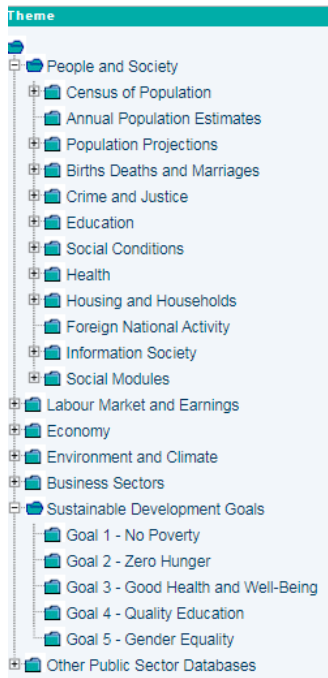 Theme
People and Society
Census of Population
Annual Population Estimates
Population Projections
Births Deaths and Marriages
Crime and Justice
Education
Social Conditions
Health
Housing and Households
Foreign National Activity
Information Society
Social Modules
Labour Market and Earnings
Economy
Environment and Climate
Business Sectors
Sustainable Development Goals
Goal 1 - No Poverty
Goal 2 - Zero Hunger
Goal 3 - Good Health and Well-Being
Goal 4 - Quality Education
Goal 5 - Gender Equality
Other Public Sector Databases